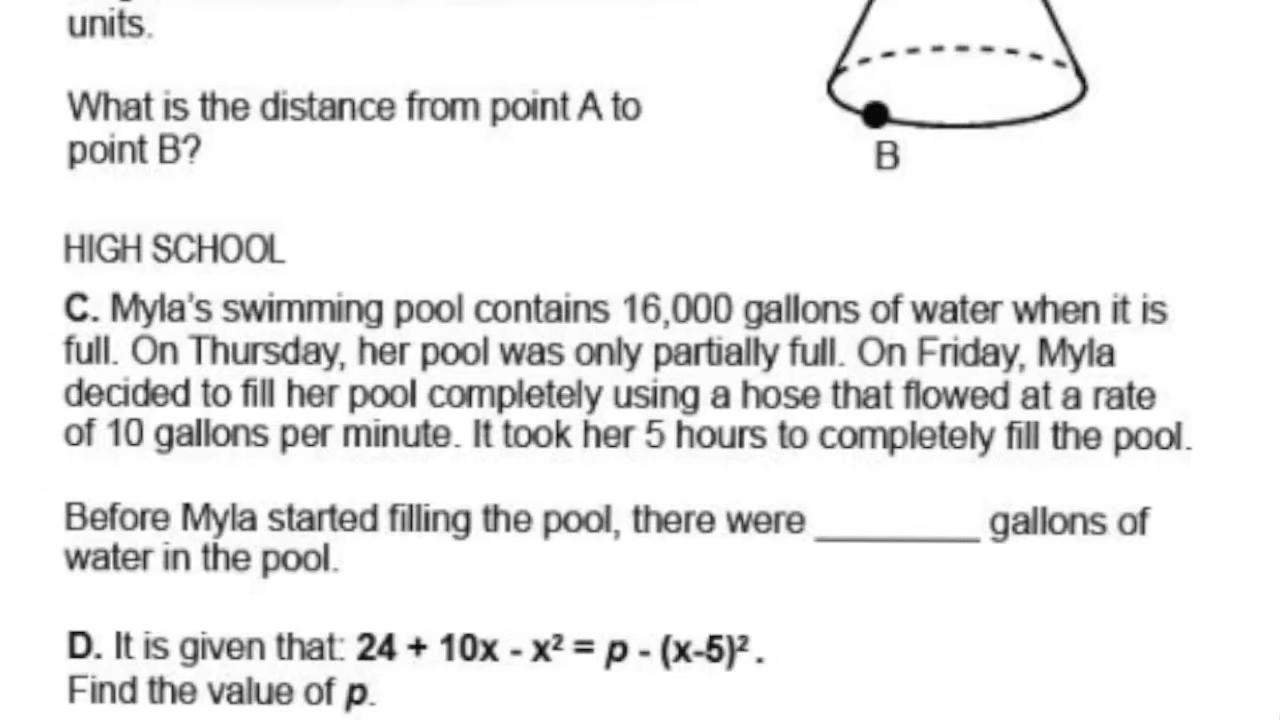 units.
What is the distance from point A to
point B?
B
HIGH SCHOOL
C. Myla's swimming pool contains 16,000 gallons of water when it is
full. On Thursday, her pool was only partially full. On Friday, Myla
decided to fill her pool completely using a hose that flowed at a rate
of 10 gallons per minute. It took her 5 hours to completely fill the pool.
Before Myla started filling the pool, there were ________ gallons of
water in the pool.
D. It is given that: 24 + 10x - x² = p - (x-5)².
Find the value of p.